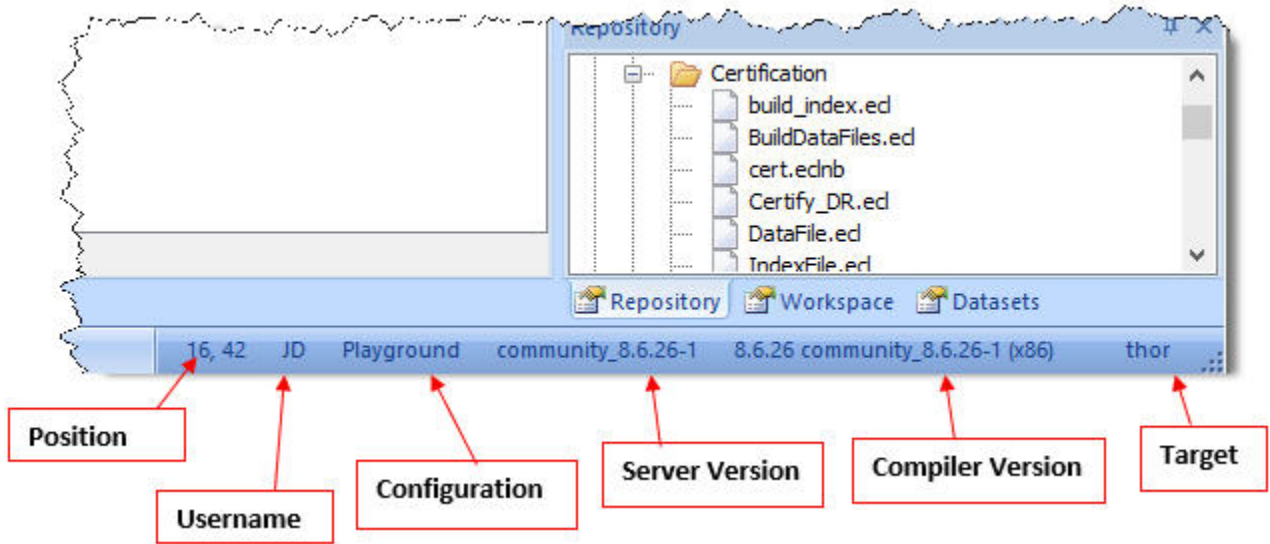 Repository
Certification
build_index.ecl
BuildDataFiles.ecl
cert.eclnb
Certify_DR.ecl
DataFile.ecl
IndexFile.ecl
Repository Workspace Datasets
16, 42 JD Playground community_8.6.26-1 8.6.26 community_8.6.26-1 (x86) thor
Position
Username
Configuration
Server Version
Compiler Version
Target